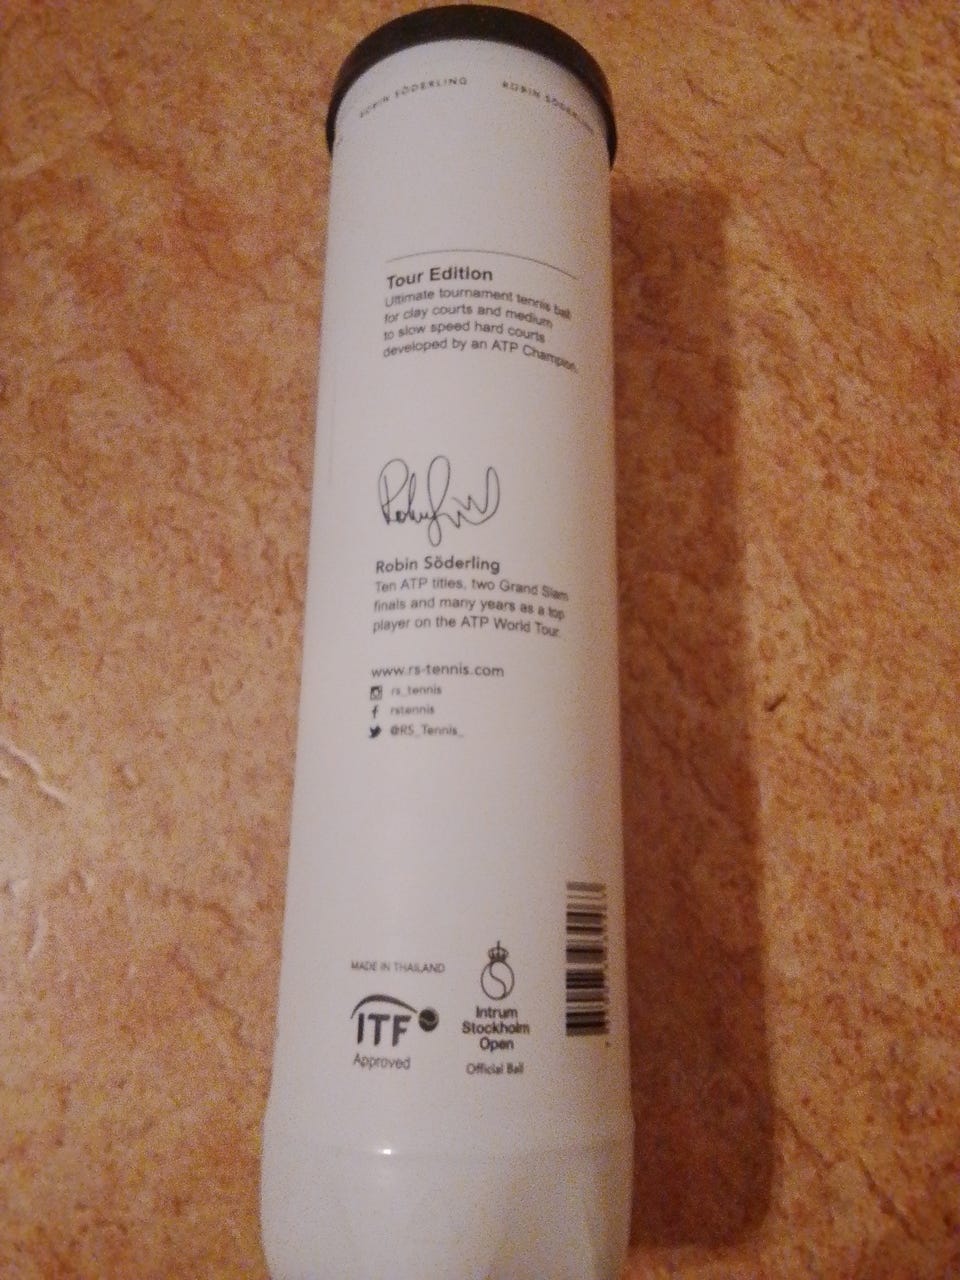 ROBIN SÖDERLING ROBIN SÖDERLING
Tour Edition
Ultimate tournament tennis ball
for clay courts and medium
to slow speed hard courts
developed by an ATP Champion.
Robin Söderling
Ten ATP titles, two Grand Slam
finals and many years as a top
player on the ATP World Tour.
www.rs-tennis.com
rs_tennis
rstennis
@RS_Tennis_
MADE IN THAILAND
ITF
Approved
Intrum
Stockholm
Open
Official Ball